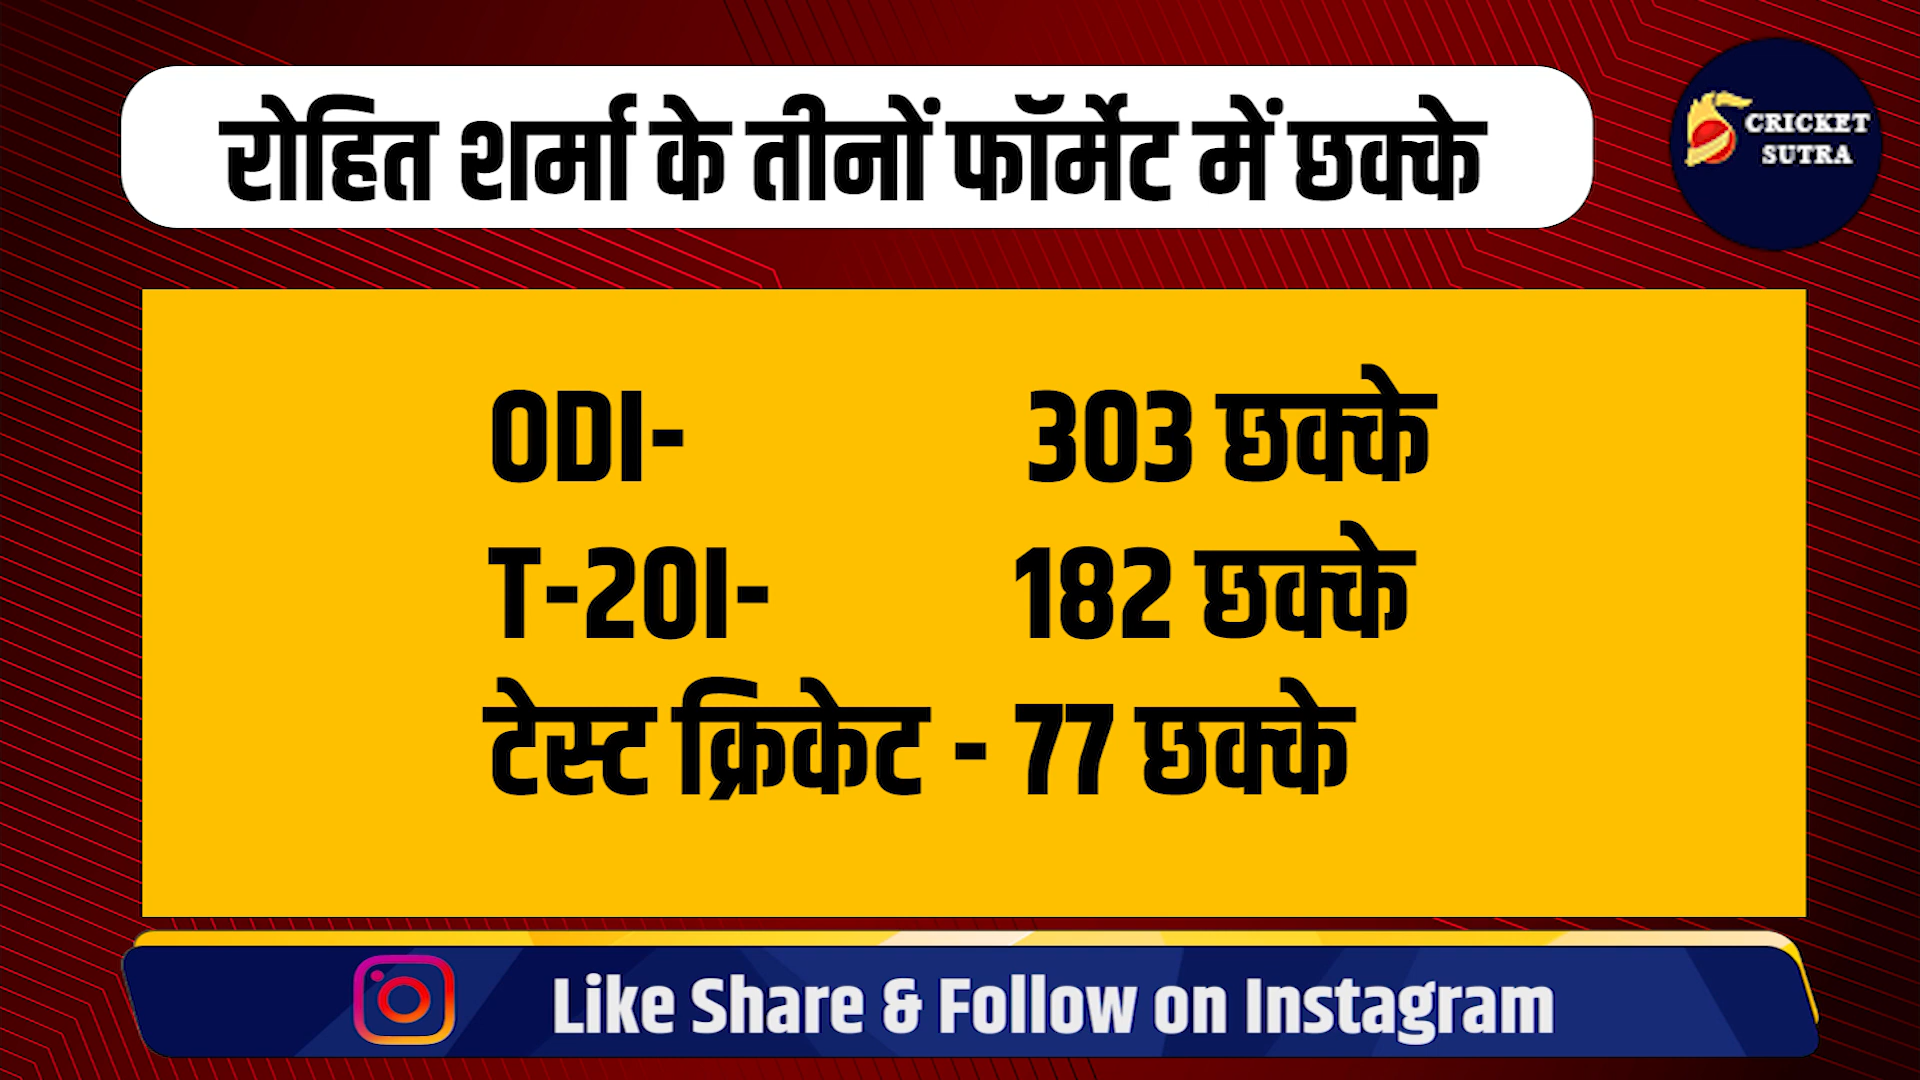 रोहित शर्मा के तीनों फॉर्मेट में छक्के
CRICKET
SUTRA
ODI- 303 छक्के
T-20I- 182 छक्के
टेस्ट क्रिकेट - 77 छक्के
Like Share & Follow on Instagram